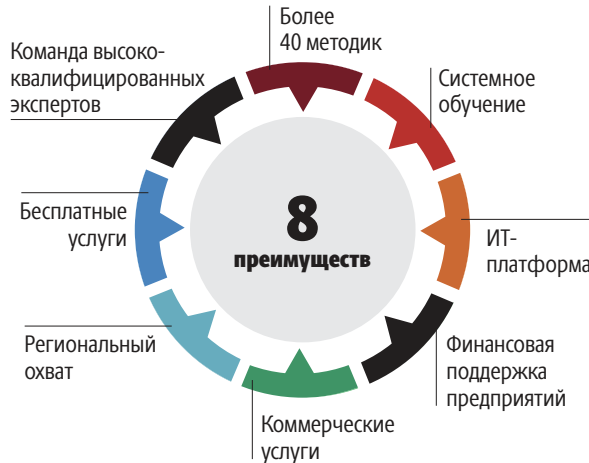 Более
40 методик
Системное
обучение
ИТ-
платформа
Финансовая
поддержка
предприятий
Коммерческие
услуги
Региональный
охват
Бесплатные
услуги
Команда высоко-
квалифицированных
экспертов
8
преимуществ